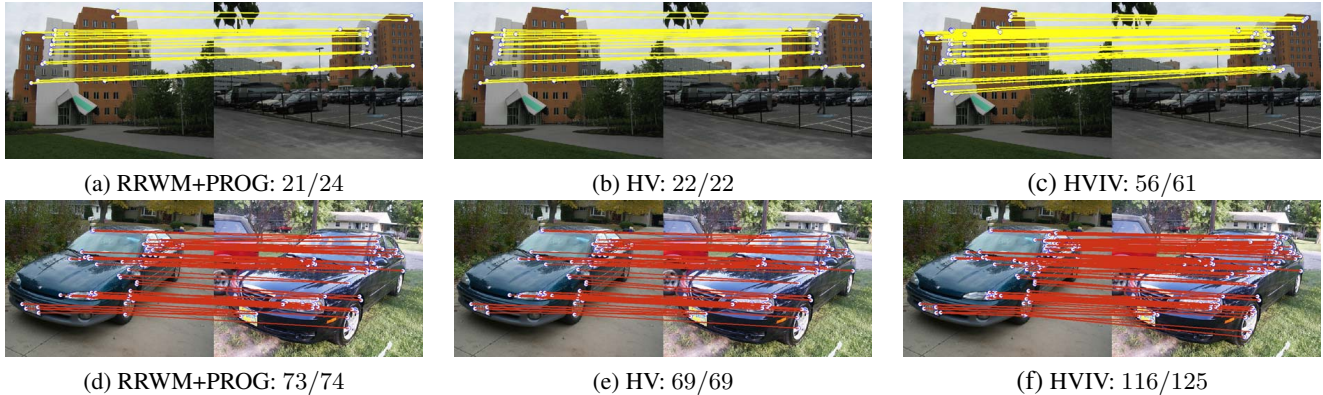 (a) RRWM+PROG: 21/24
(b) HV: 22/22
(c) HVIV: 56/61
(d) RRWM+PROG: 73/74
(e) HV: 69/69
(f) HVIV: 116/125